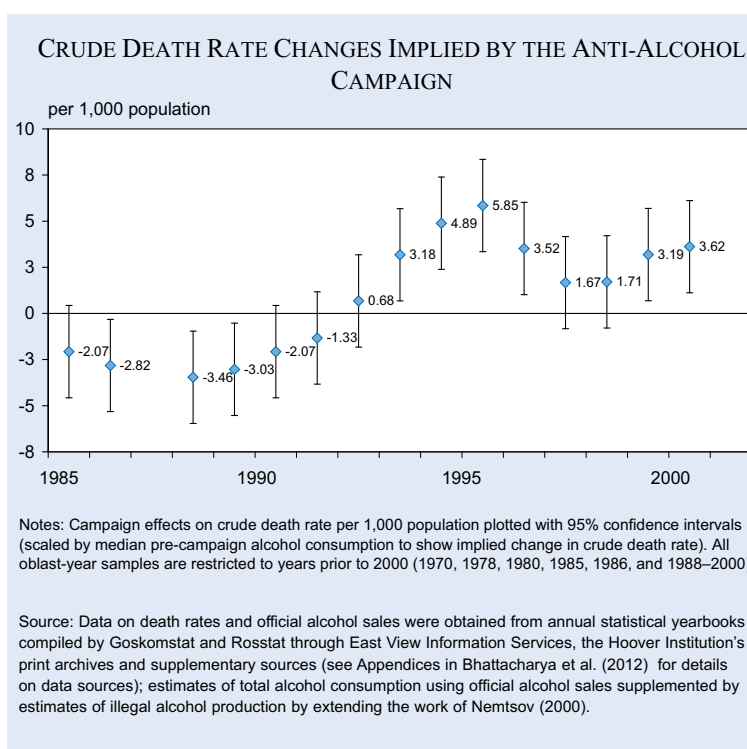 CRUDE DEATH RATE CHANGES IMPLIED BY THE ANTI-ALCOHOL
CAMPAIGN
per 1,000 population
10
8
5
3
0
-3
-5
-8
-2.07
-2.82
-3.46
-3.03
-2.07
-1.33
0.68
3.18
4.89
5.85
3.52
1.67
1.71
3.19
3.62
1985
1990
1995
2000
Notes: Campaign effects on crude death rate per 1,000 population plotted with 95% confidence intervals
(scaled by median pre-campaign alcohol consumption to show implied change in crude death rate). All
oblast-year samples are restricted to years prior to 2000 (1970, 1978, 1980, 1985, 1986, and 1988–2000
Source: Data on death rates and official alcohol sales were obtained from annual statistical yearbooks
compiled by Goskomstat and Rosstat through East View Information Services, the Hoover Institution's
print archives and supplementary sources (see Appendices in Bhattacharya et al. (2012) for details
on data sources); estimates of total alcohol consumption using official alcohol sales supplemented by
estimates of illegal alcohol production by extending the work of Nemtsov (2000).